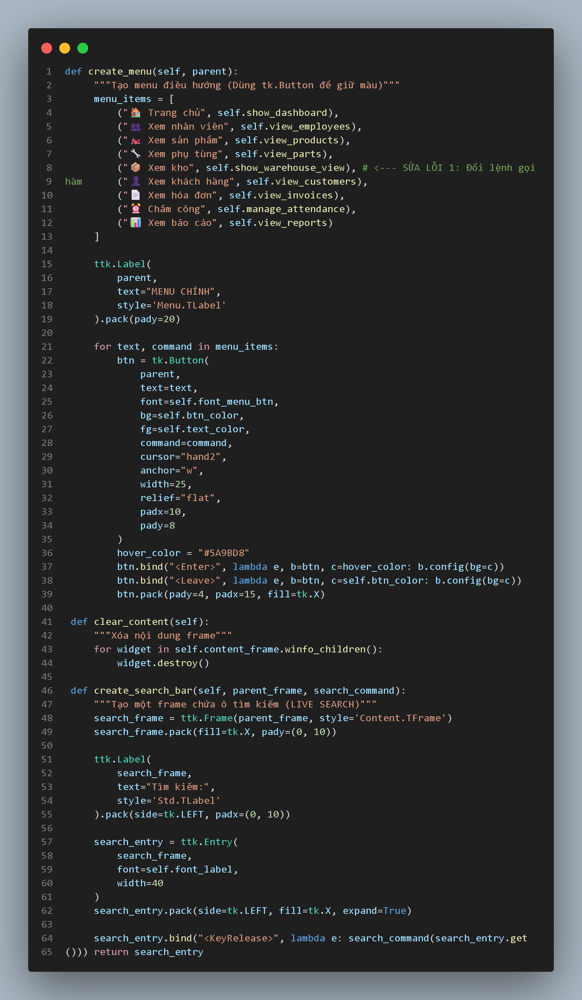 1 def create_menu(self, parent):
2 """Tạo menu điều hướng (Dùng tk.Button để giữ màu)"""
3 menu_items = [
4 ("🏠 Trang chủ", self.show_dashboard),
5 ("👥 Xem nhân viên", self.view_employees),
6 ("🏍️ Xem sản phẩm", self.view_products),
7 ("🔧 Xem phụ tùng", self.view_parts),
8 ("📦 Xem kho", self.show_warehouse_view), # <--- SỬA LỖI 1: Đổi lệnh gọi
9 hàm ("👤 Xem khách hàng", self.view_customers),
10 ("📄 Xem hóa đơn", self.view_invoices),
11 ("⏰ Chấm công", self.manage_attendance),
12 ("📊 Xem báo cáo", self.view_reports)
13 ]
14
15 ttk.Label(
16 parent,
17 text="MENU CHÍNH",
18 style='Menu.TLabel'
19 ).pack(pady=20)
20
21 for text, command in menu_items:
22 btn = tk.Button(
23 parent,
24 text=text,
25 font=self.font_menu_btn,
26 bg=self.btn_color,
27 fg=self.text_color,
28 command=command,
29 cursor="hand2",
30 anchor="w",
31 width=25,
32 relief="flat",
33 padx=10,
34 pady=8
35 )
36 hover_color = "#5A9BD8"
37 btn.bind("<Enter>", lambda e, b=btn, c=hover_color: b.config(bg=c))
38 btn.bind("<Leave>", lambda e, b=btn, c=self.btn_color: b.config(bg=c))
39 btn.pack(pady=4, padx=15, fill=tk.X)
40
41 def clear_content(self):
42 """Xóa nội dung frame"""
43 for widget in self.content_frame.winfo_children():
44 widget.destroy()
45
46 def create_search_bar(self, parent_frame, search_command):
47 """Tạo một frame chứa ô tìm kiếm (LIVE SEARCH)"""
48 search_frame = ttk.Frame(parent_frame, style='Content.TFrame')
49 search_frame.pack(fill=tk.X, pady=(0, 10))
50
51 ttk.Label(
52 search_frame,
53 text="Tìm kiếm:",
54 style='Std.TLabel'
55 ).pack(side=tk.LEFT, padx=(0, 10))
56
57 search_entry = ttk.Entry(
58 search_frame,
59 font=self.font_label,
60 width=40
61 )
62 search_entry.pack(side=tk.LEFT, fill=tk.X, expand=True)
63
64 search_entry.bind("<KeyRelease>", lambda e: search_command(search_entry.get
65 ())) return search_entry